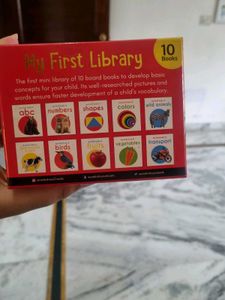 My First Library
10
Books
The first mini library of 10 board books to develop basic
concepts for your child. Its well-researched pictures and
words ensure faster development of a child's vocabulary.
abc
numbers
shapes
colors
wild animals
birds
fruits
vegetables
transport